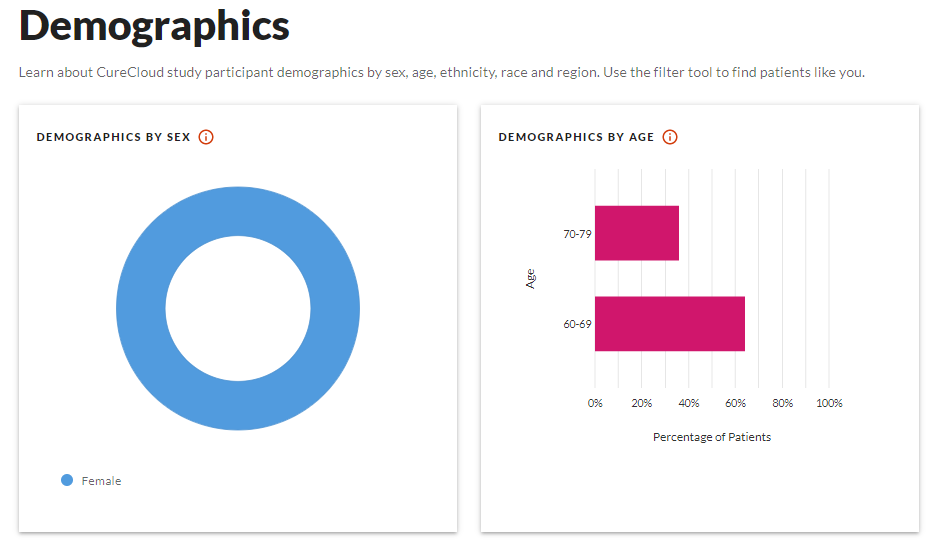 Demographics
Learn about CureCloud study participant demographics by sex, age, ethnicity, race and region. Use the filter tool to find patients like you.
DEMOGRAPHICS BY SEX
Female
DEMOGRAPHICS BY AGE
Age
70-79
60-69
0% 20% 40% 60% 80% 100%
Percentage of Patients